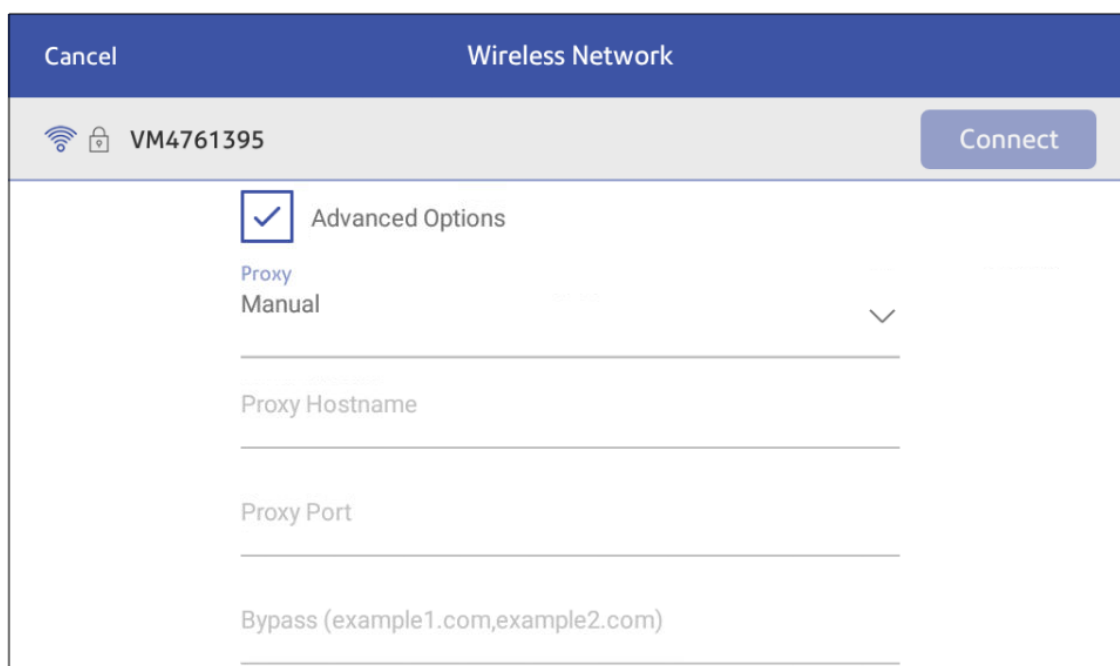 Cancel
Wireless Network
VM4761395
Connect
Advanced Options
Proxy
Manual
Proxy Hostname
Proxy Port
Bypass (example1.com,example2.com)